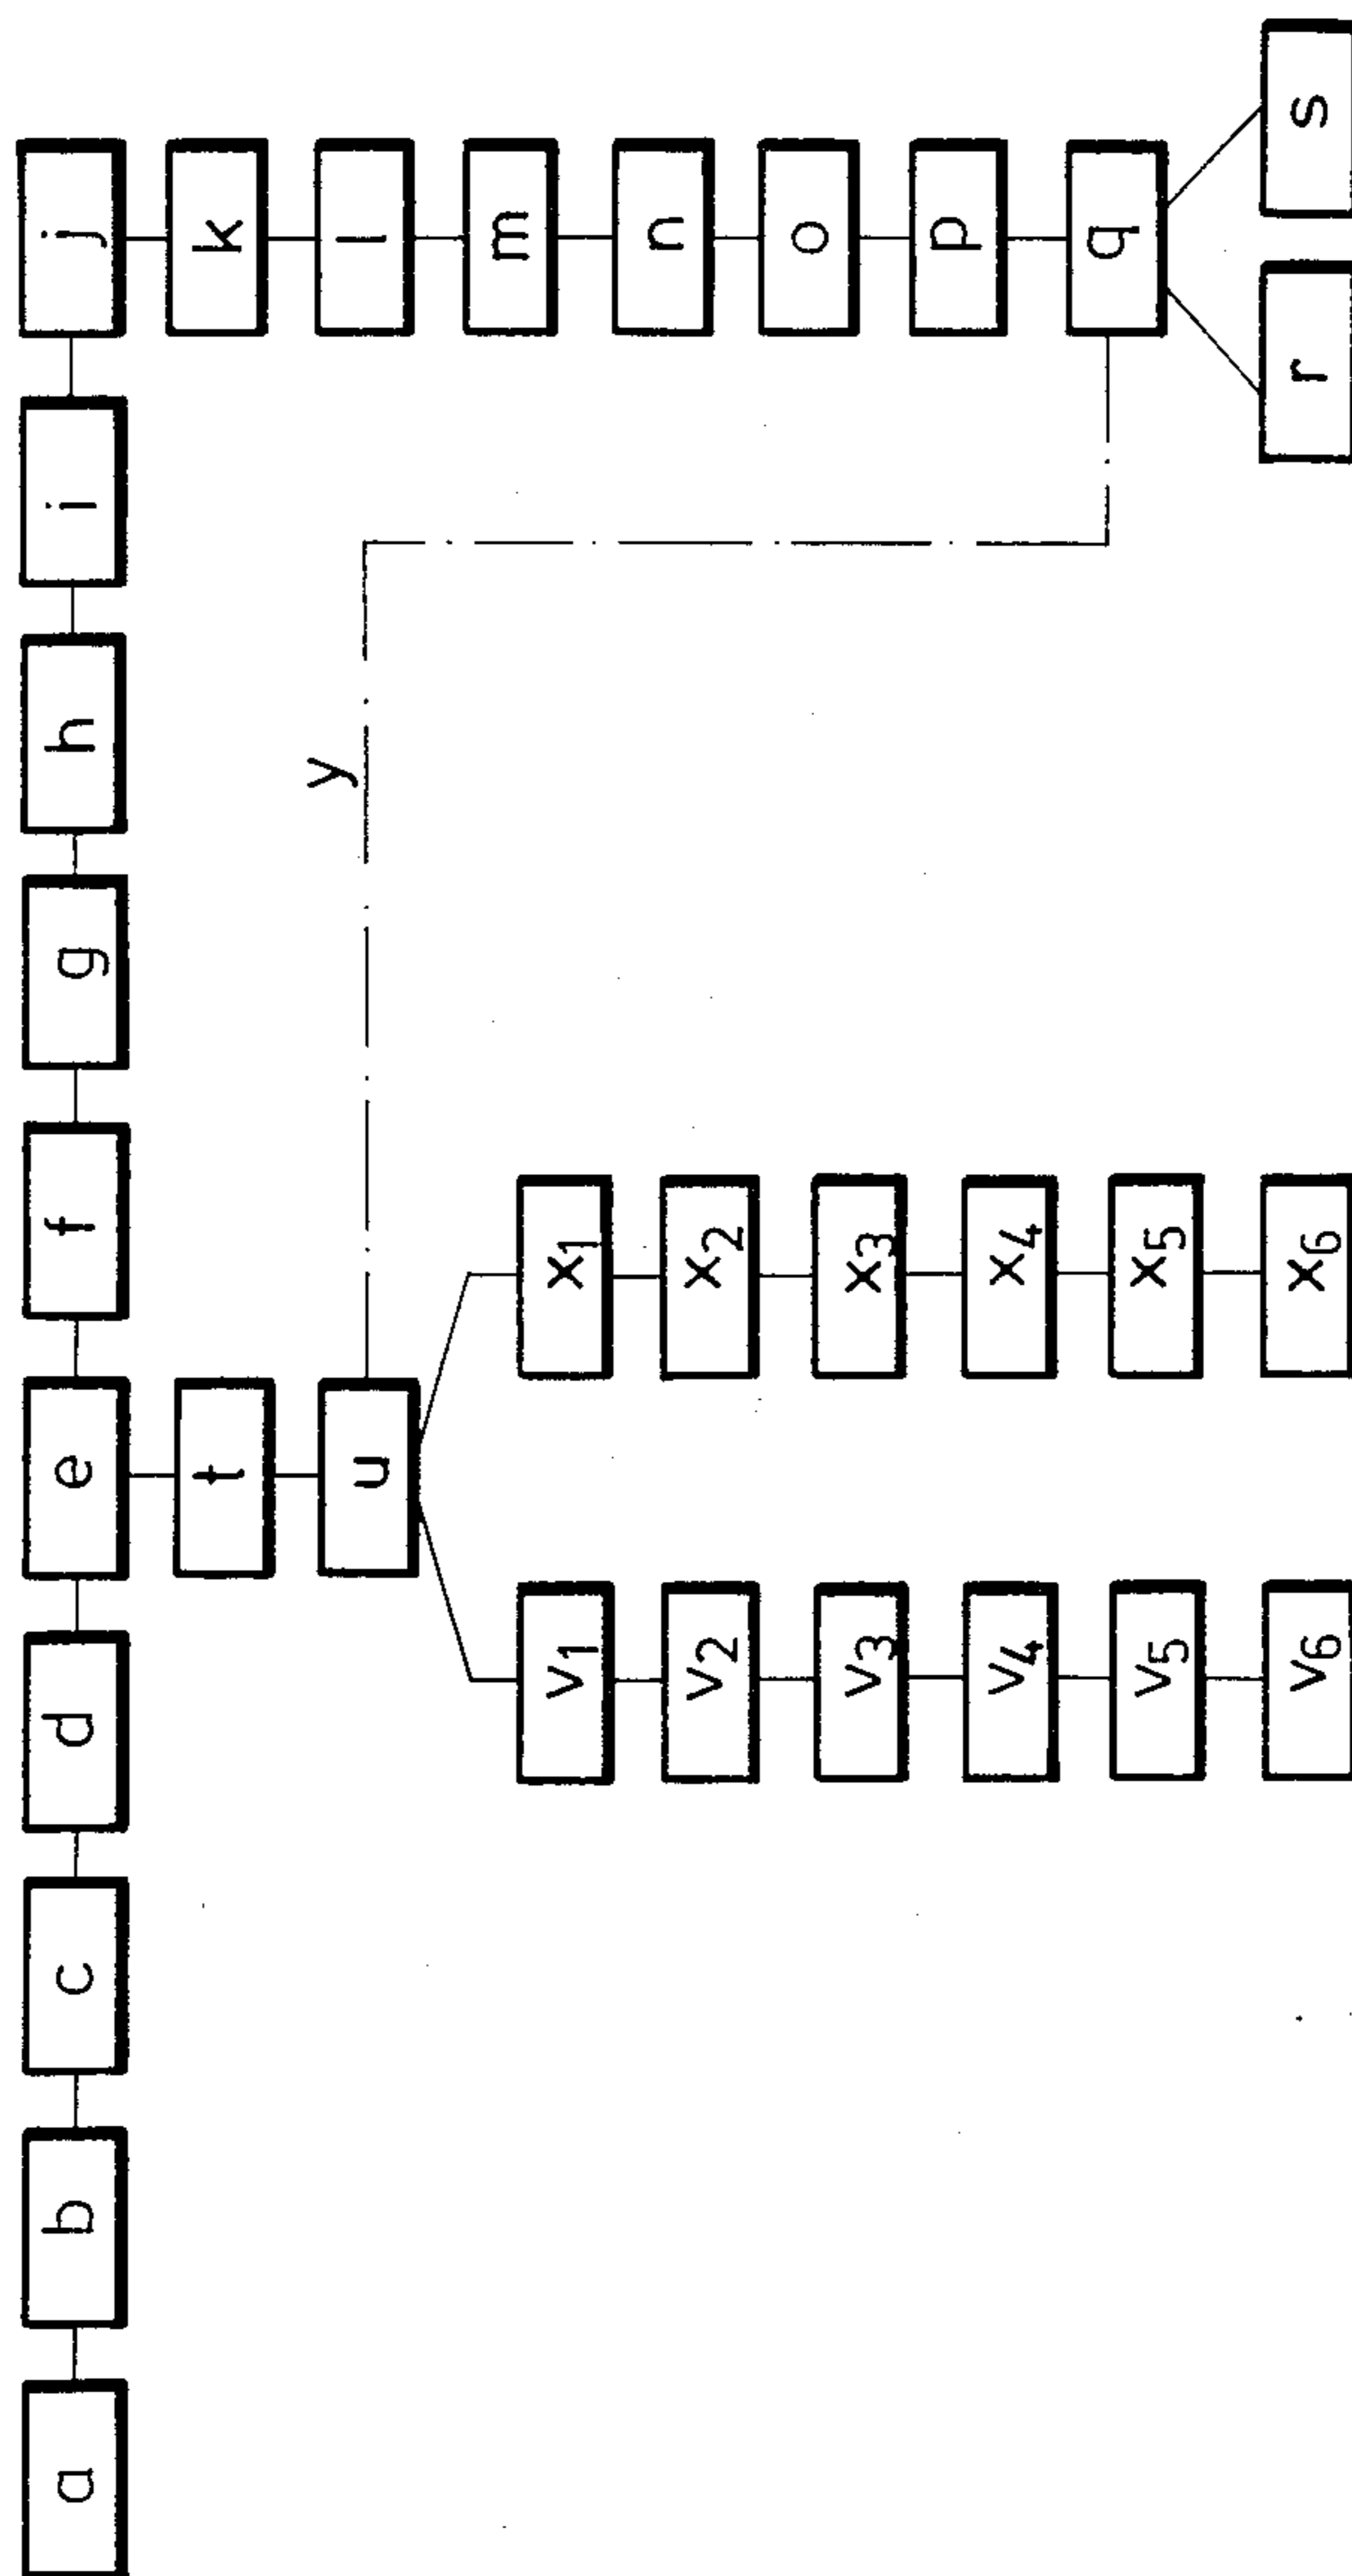 a b c d e f g h i j
t k
u y l
v1 x1 m
v2 x2 n
v3 x3 o
v4 x4 p
v5 x5 q
v6 x6 r s